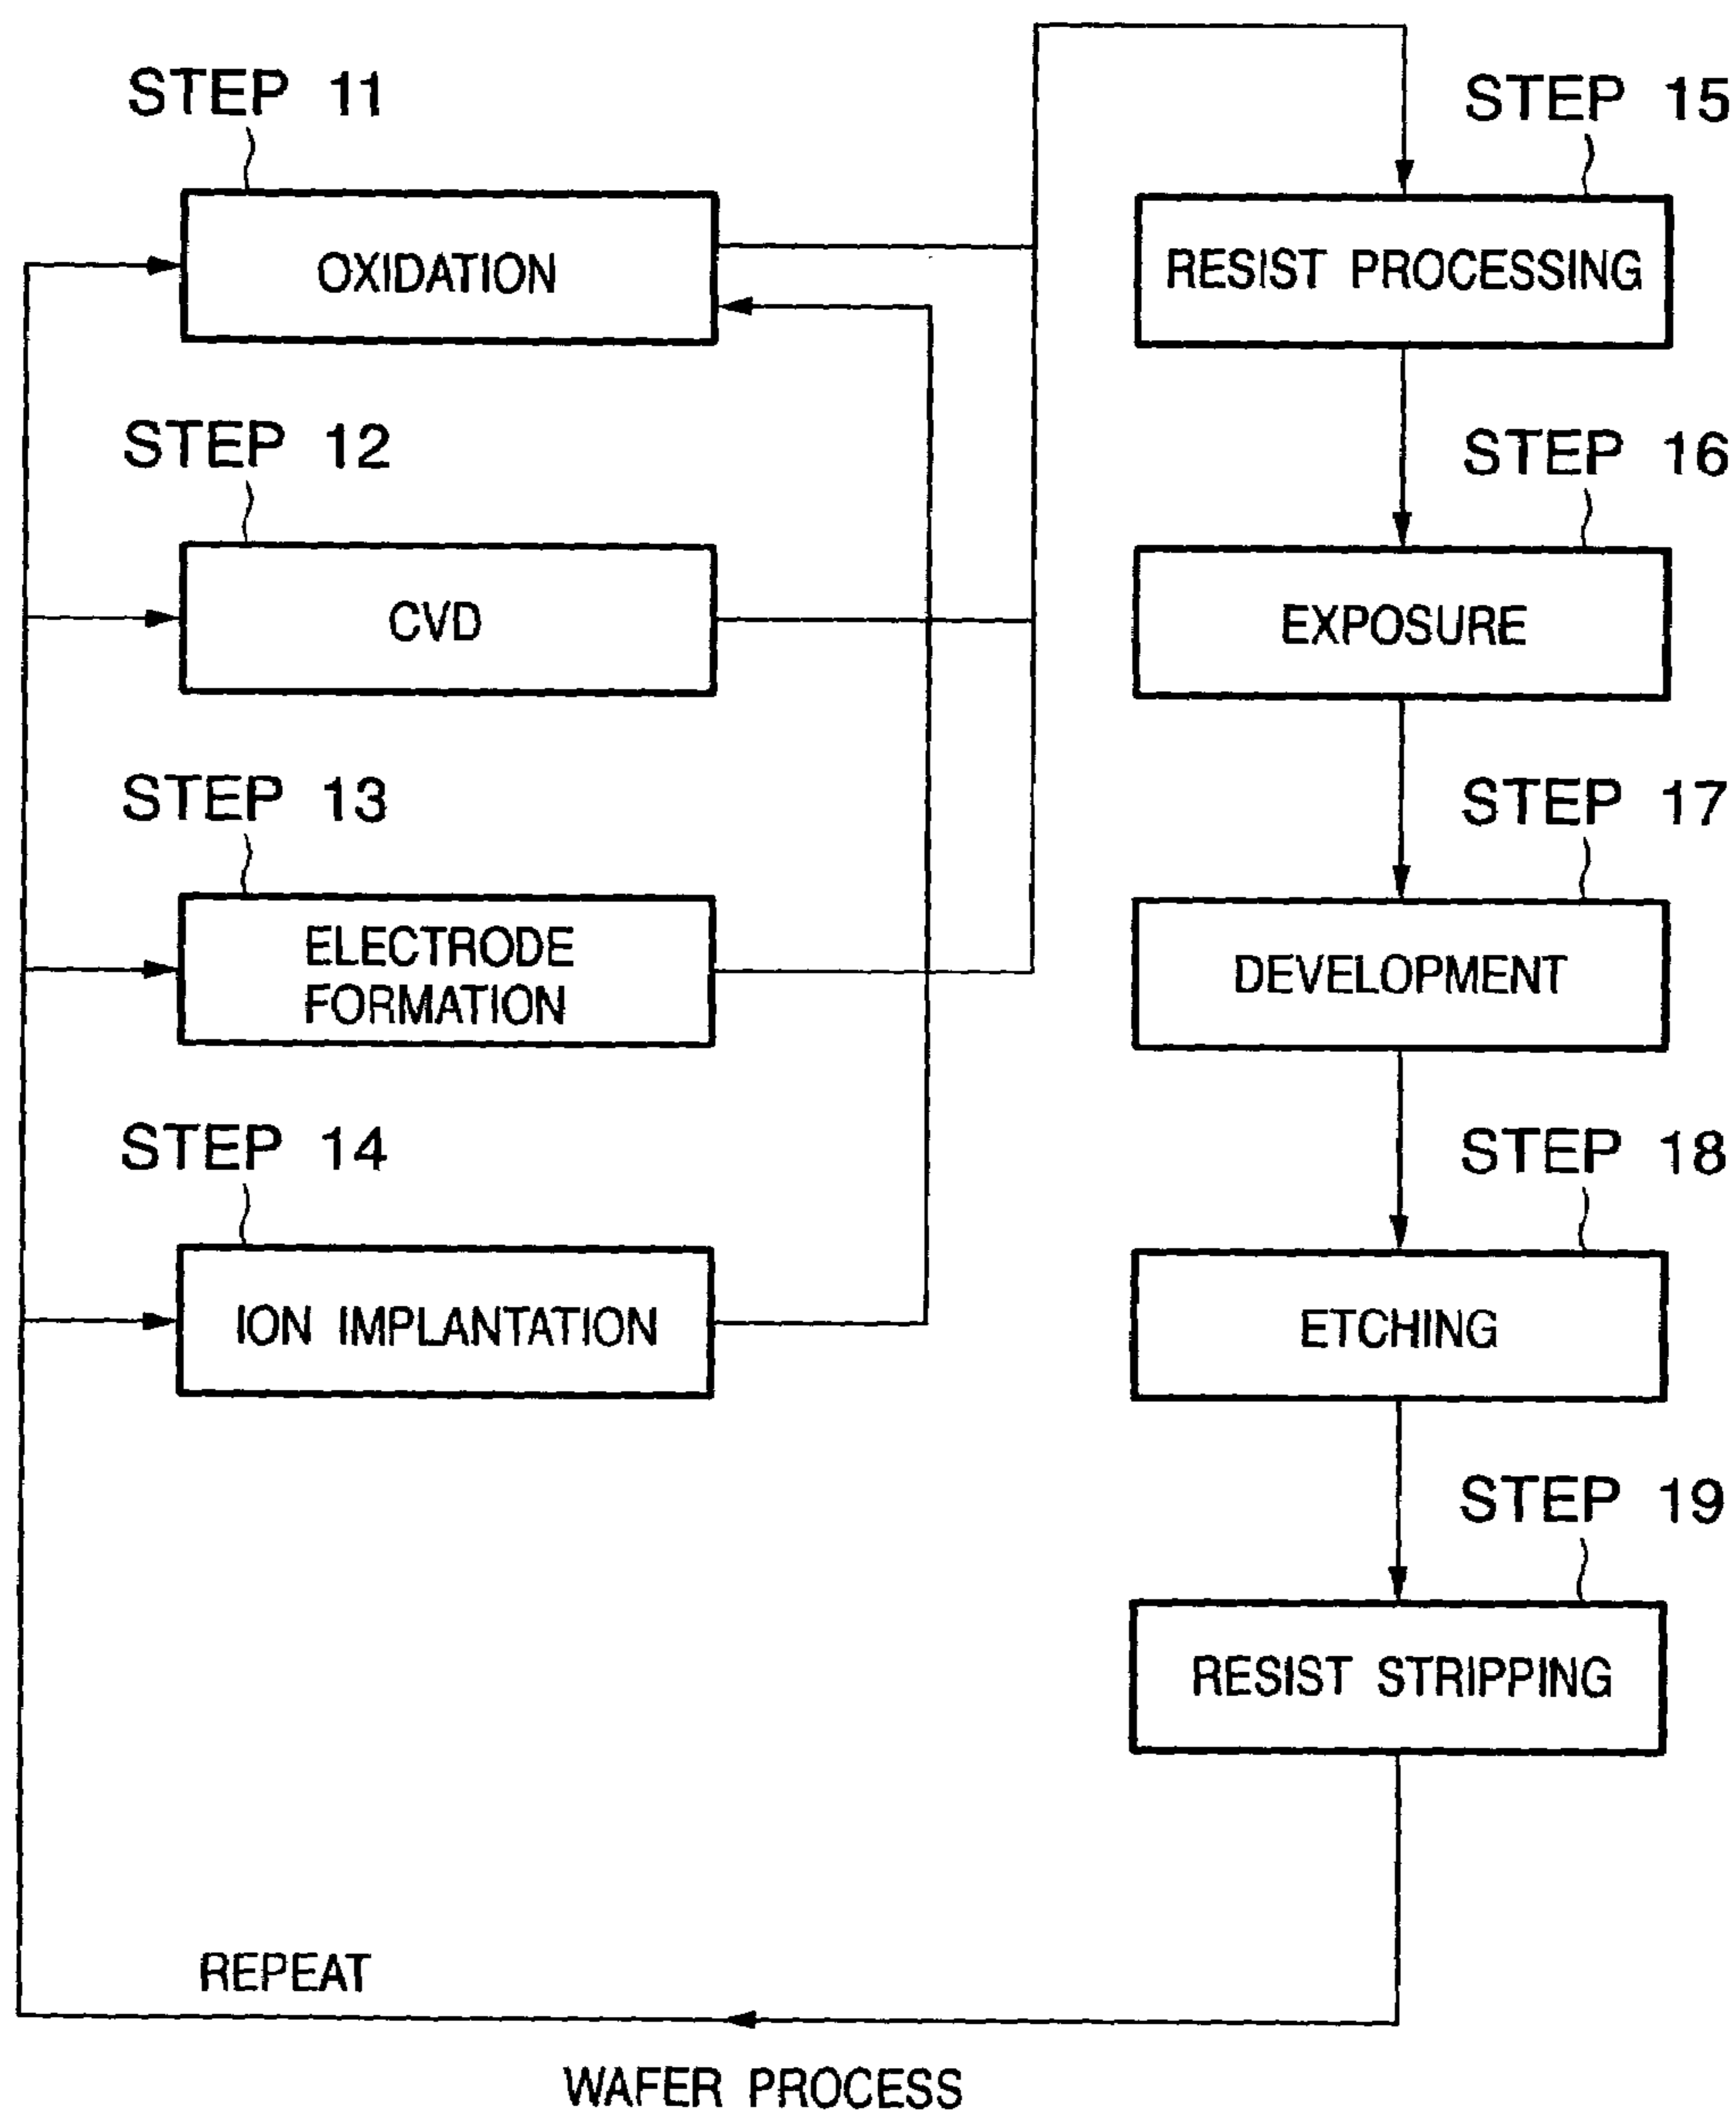 STEP 11
OXIDATION
STEP 12
CVD
STEP 13
ELECTRODE
FORMATION
STEP 14
ION IMPLANTATION
STEP 15
RESIST PROCESSING
STEP 16
EXPOSURE
STEP 17
DEVELOPMENT
STEP 18
ETCHING
STEP 19
RESIST STRIPPING
REPEAT
WAFER PROCESS